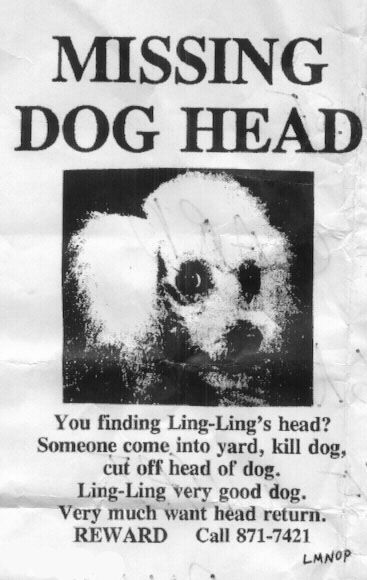 MISSING
DOG HEAD
You finding Ling-Ling's head?
Someone come into yard, kill dog,
cut off head of dog.
Ling-Ling very good dog.
Very much want head return.
REWARD Call 871-7421
LMNOP